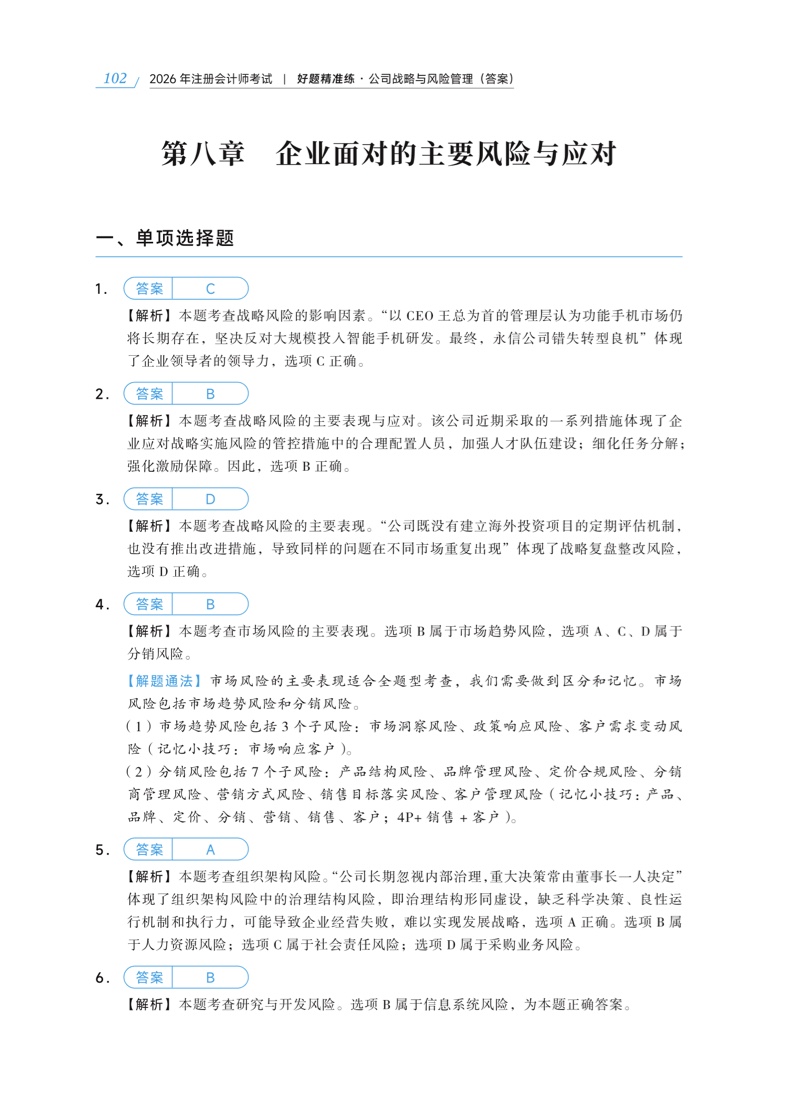 102 2026 年注册会计师考试 | 好题精准练·公司战略与风险管理（答案）
第八章 企业面对的主要风险与应对
一、单项选择题
1. 答案 C
【解析】本题考查战略风险的影响因素。“以 CEO 王总为首的管理层认为功能手机市场仍
将长期存在，坚决反对大规模投入智能手机研发。最终，永信公司错失转型良机”体现
了企业领导者的领导力，选项 C 正确。
2. 答案 B
【解析】本题考查战略风险的主要表现与应对。该公司近期采取的一系列措施体现了企
业应对战略实施风险的管控措施中的合理配置人员，加强人才队伍建设；细化任务分解；
强化激励保障。因此，选项 B 正确。
3. 答案 D
【解析】本题考查战略风险的主要表现。“公司既没有建立海外投资项目的定期评估机制，
也没有推出改进措施，导致同样的问题在不同市场重复出现”体现了战略复盘整改风险，
选项 D 正确。
4. 答案 B
【解析】本题考查市场风险的主要表现。选项 B 属于市场趋势风险，选项 A、C、D 属于
分销风险。
【解题通法】市场风险的主要表现适合全题型考查，我们需要做到区分和记忆。市场
风险包括市场趋势风险和分销风险。
（1）市场趋势风险包括 3 个子风险：市场洞察风险、政策响应风险、客户需求变动风
险（记忆小技巧：市场响应客户）。
（2）分销风险包括 7 个子风险：产品结构风险、品牌管理风险、定价合规风险、分销
商管理风险、营销方式风险、销售目标落实风险、客户管理风险（记忆小技巧：产品、
品牌、定价、分销、营销、销售、客户；4P+ 销售 + 客户）。
5. 答案 A
【解析】本题考查组织架构风险。“公司长期忽视内部治理，重大决策常由董事长一人决定”
体现了组织架构风险中的治理结构风险，即治理结构形同虚设，缺乏科学决策、良性运
行机制和执行力，可能导致企业经营失败，难以实现发展战略，选项 A 正确。选项 B 属
于人力资源风险；选项 C 属于社会责任风险；选项 D 属于采购业务风险。
6. 答案 B
【解析】本题考查研究与开发风险。选项 B 属于信息系统风险，为本题正确答案。